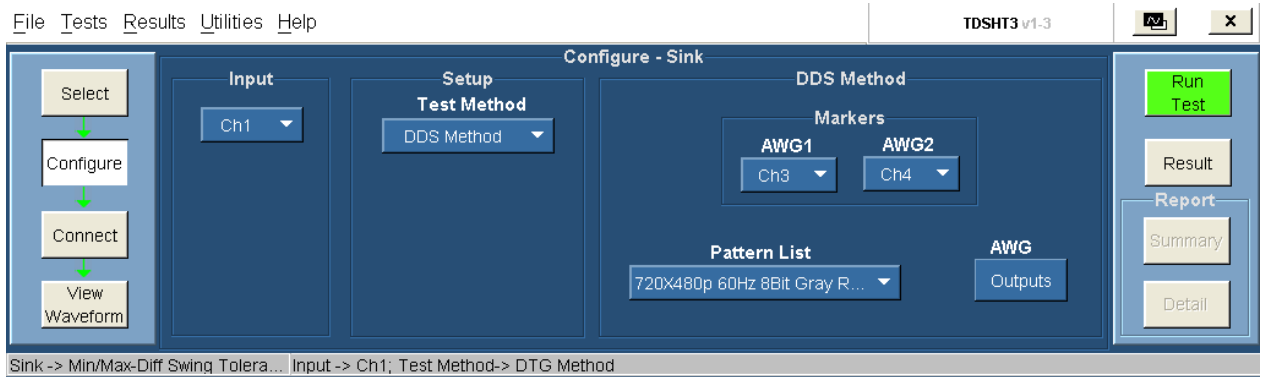 File Tests Results Utilities Help
TDSHT3 v1-3
x
Configure - Sink
Select
Configure
Connect
View
Waveform
Input
Ch1
Setup
Test Method
DDS Method
DDS Method
Markers
AWG1 AWG2
Ch3 Ch4
Pattern List
720X480p 60Hz 8Bit Gray R...
AWG
Outputs
Run
Test
Result
Report
Summary
Detail
Sink -> Min/Max-Diff Swing Tolera... Input -> Ch1; Test Method-> DTG Method